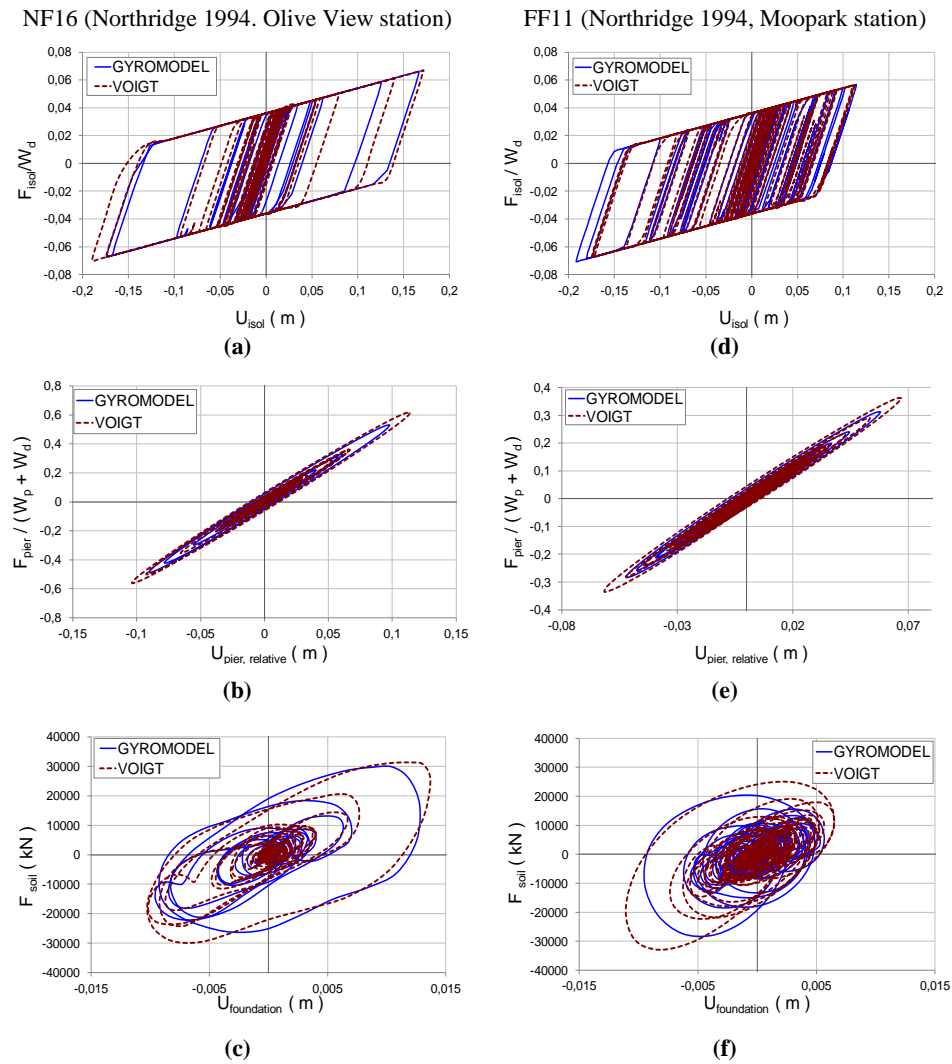 NF16 (Northridge 1994. Olive View station)
FF11 (Northridge 1994, Moopark station)
0,08
0,06
0,04
0,02
0
-0,02
-0,04
-0,06
-0,08
F_isol/W_d
GYROMODEL
VOIGT
-0,2 -0,15 -0,1 -0,05 0 0,05 0,1 0,15 0,2
U_isol ( m )
(a)
0,08
0,06
0,04
0,02
0
-0,02
-0,04
-0,06
-0,08
F_isol / W_d
GYROMODEL
VOIGT
-0,2 -0,15 -0,1 -0,05 0 0,05 0,1 0,15 0,2
U_isol ( m )
(d)
0,8
0,6
0,4
0,2
0
-0,2
-0,4
-0,6
-0,8
F_pier / ( W_p + W_d )
GYROMODEL
VOIGT
-0,15 -0,1 -0,05 0 0,05 0,1 0,15
U_pier, relative ( m )
(b)
0,4
0,3
0,2
0,1
0
-0,1
-0,2
-0,3
-0,4
F_pier / ( W_p + W_d )
GYROMODEL
VOIGT
-0,08 -0,03 0,02 0,07
U_pier, relative ( m )
(e)
40000
30000
20000
10000
0
-10000
-20000
-30000
-40000
F_soil ( kN )
GYROMODEL
VOIGT
-0,015 -0,005 0,005 0,015
U_foundation ( m )
(c)
40000
30000
20000
10000
0
-10000
-20000
-30000
-40000
F_soil ( kN )
GYROMODEL
VOIGT
-0,015 -0,005 0,005 0,015
U_foundation ( m )
(f)